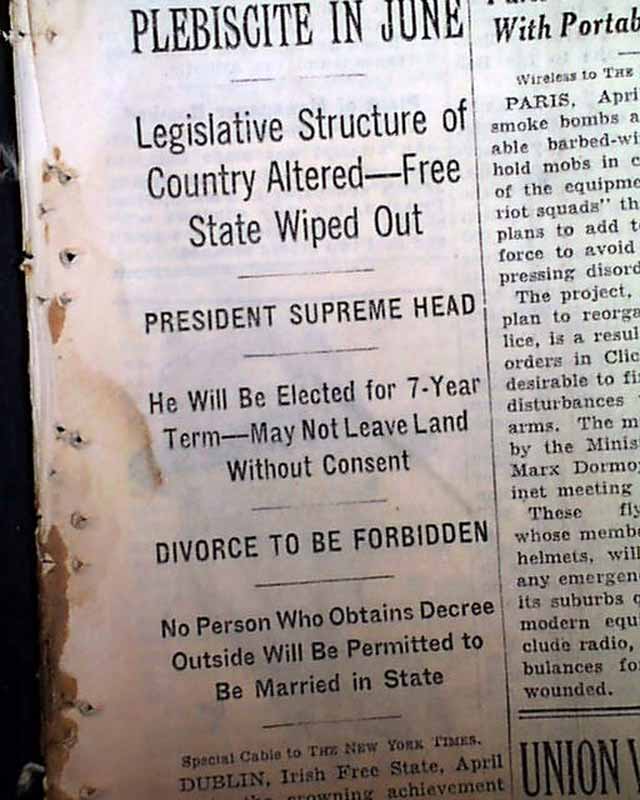 PLEBISCITE IN JUNE
Legislative Structure of
Country Altered—Free
State Wiped Out
PRESIDENT SUPREME HEAD
He Will Be Elected for 7-Year
Term—May Not Leave Land
Without Consent
DIVORCE TO BE FORBIDDEN
No Person Who Obtains Decree
Outside Will Be Permitted to
Be Married in State
Special Cable to THE NEW YORK TIMES.
DUBLIN, Irish Free State, April
crowning achievement
With Portab
Wireless to THE
PARIS, Apri
smoke bombs a
able barbed-wi
hold mobs in c
of the equipme
riot squads" th
plans to add t
force to avoid
pressing disord
The project,
plan to reorga
lice, is a resul
orders in Clic
desirable to fi
disturbances
arms. The m
by the Minis
Marx Dormoy
inet meeting
These fly
whose membe
helmets, will
any emergen
its suburbs
modern equi
clude radio,
bulances fo
wounded.
UNION